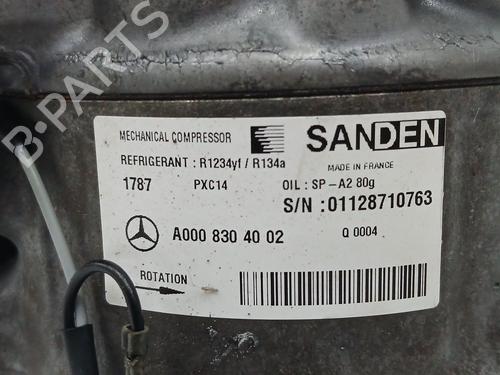 B-PARTS
MECHANICAL COMPRESSOR
SANDEN
REFRIGERANT : R1234yf / R134a
MADE IN FRANCE
1787 PXC14 OIL : SP-A2 80g
S/N :01128710763
A000 830 40 02
Q 0004
ROTATION